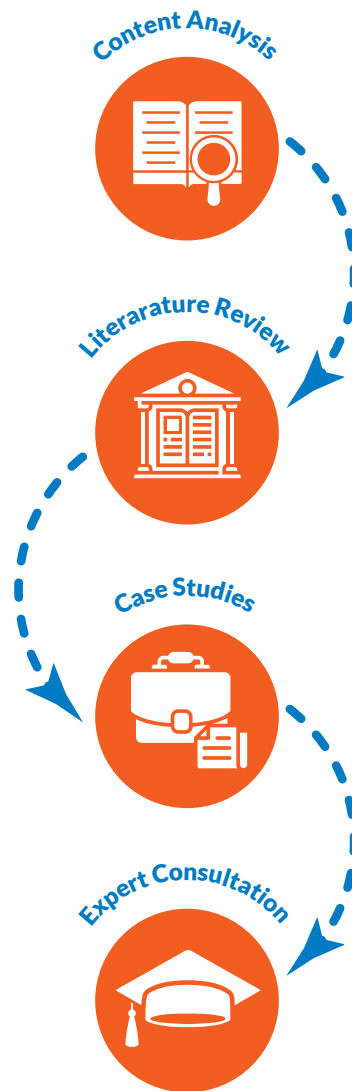 Content Analysis
Literarature Review
Case Studies
Expert Consultation